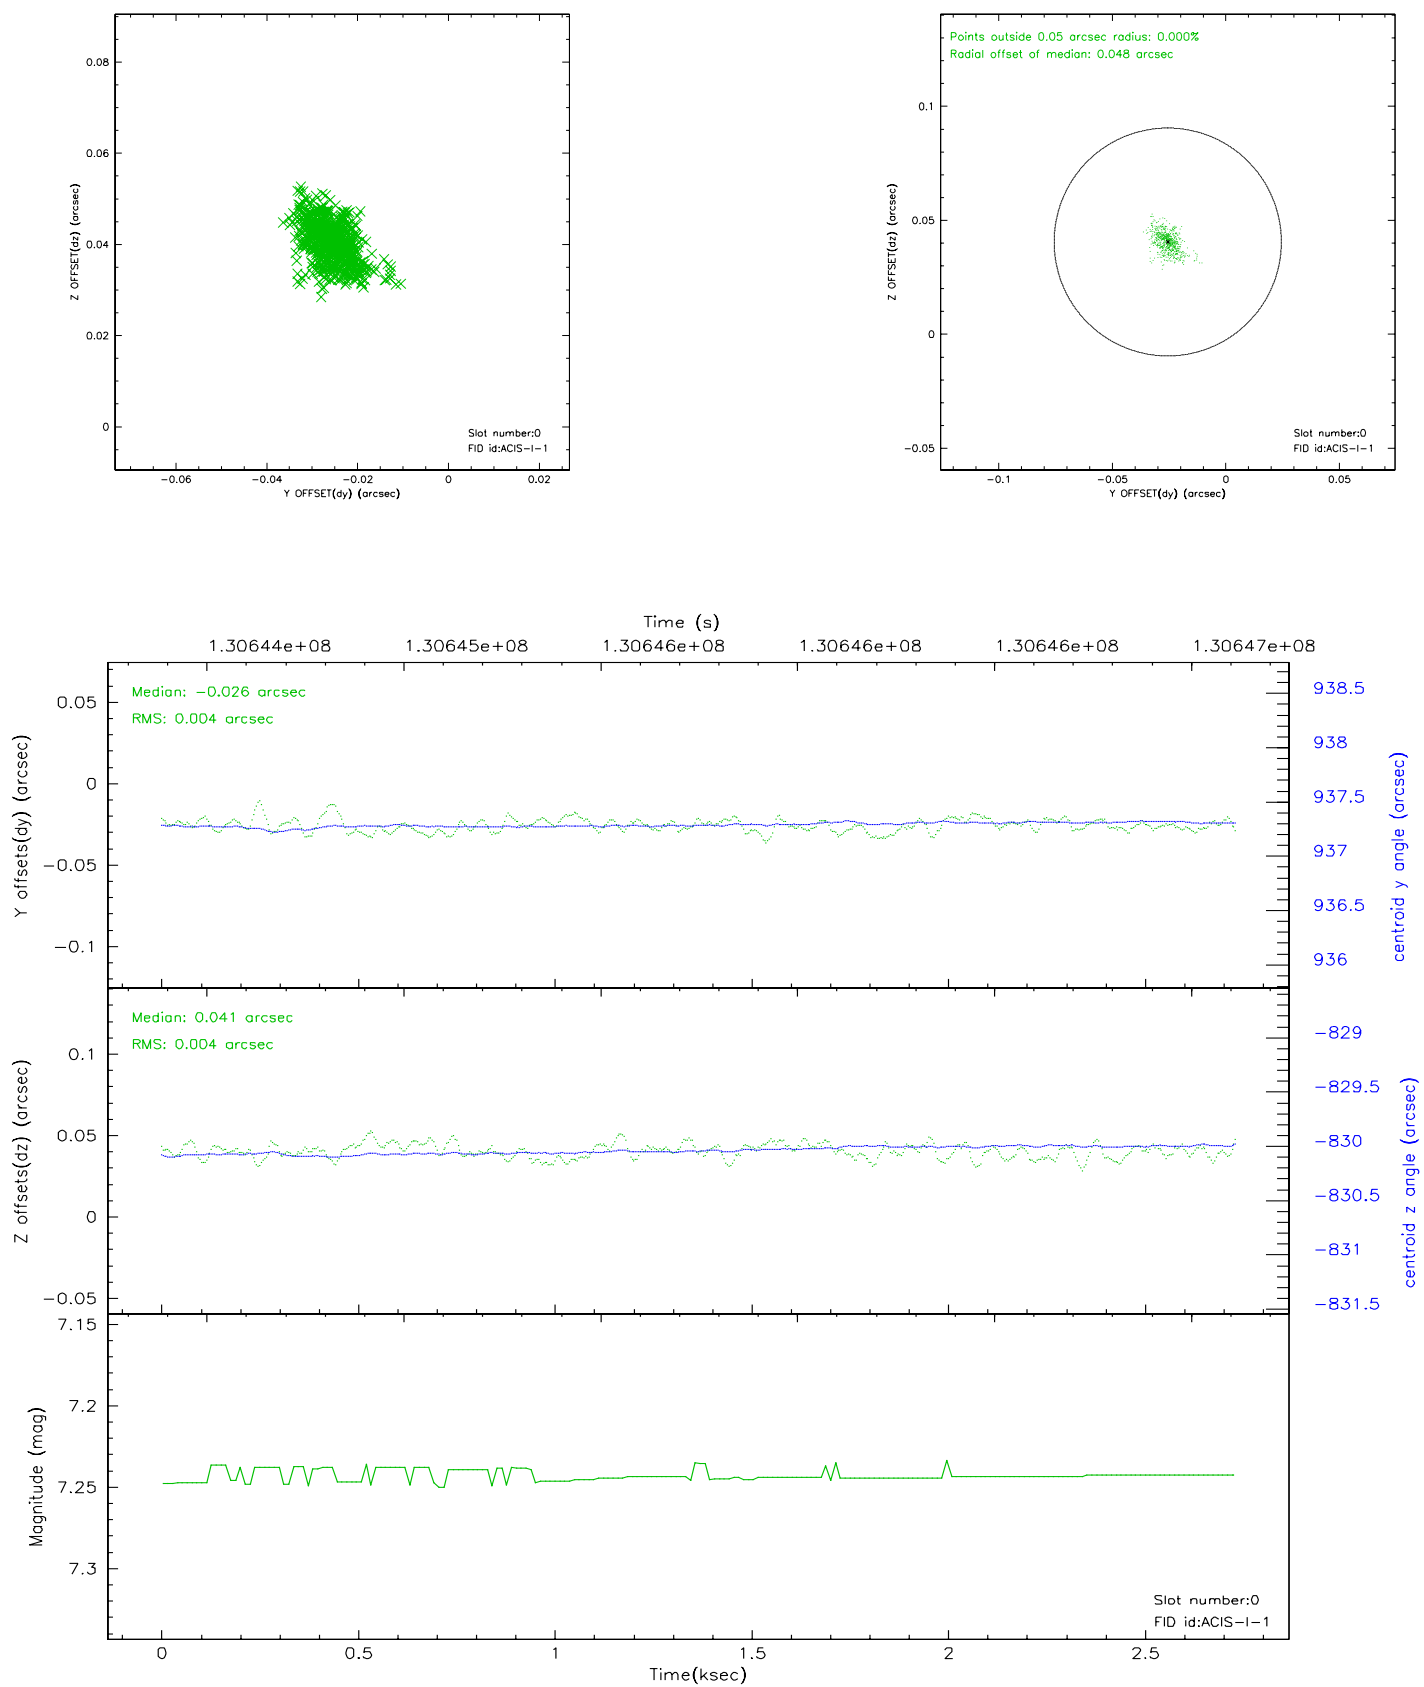 0.08
0.06
0.04
0.02
0
Z OFFSET(dz) (arcsec)
Slot number:0
FID id:ACIS-I-1
-0.06 -0.04 -0.02 0 0.02
Y OFFSET(dy) (arcsec)
Points outside 0.05 arcsec radius: 0.000%
Radial offset of median: 0.048 arcsec
0.1
0.05
0
-0.05
Z OFFSET(dz) (arcsec)
Slot number:0
FID id:ACIS-I-1
-0.1 -0.05 0 0.05
Y OFFSET(dy) (arcsec)
Time (s)
1.30644e+08 1.30645e+08 1.30646e+08 1.30646e+08 1.30646e+08 1.30647e+08
Median: -0.026 arcsec
RMS: 0.004 arcsec
0.05
0
-0.05
-0.1
Y offsets(dy) (arcsec)
938.5
938
937.5
937
936.5
936
centroid y angle (arcsec)
Median: 0.041 arcsec
RMS: 0.004 arcsec
0.1
0.05
0
-0.05
Z offsets(dz) (arcsec)
-829
-829.5
-830
-830.5
-831
-831.5
centroid z angle (arcsec)
7.15
7.2
7.25
7.3
Magnitude (mag)
Slot number:0
FID id:ACIS-I-1
0 0.5 1 1.5 2 2.5
Time(ksec)